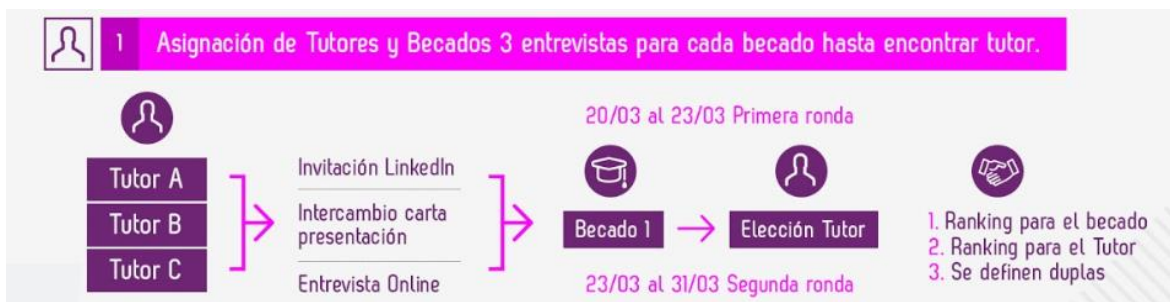 1 Asignación de Tutores y Becados 3 entrevistas para cada becado hasta encontrar tutor.
Tutor A
Tutor B
Tutor C
Invitación LinkedIn
Intercambio carta
presentación
Entrevista Online
20/03 al 23/03 Primera ronda
Becado 1
Elección Tutor
23/03 al 31/03 Segunda ronda
1. Ranking para el becado
2. Ranking para el Tutor
3. Se definen duplas